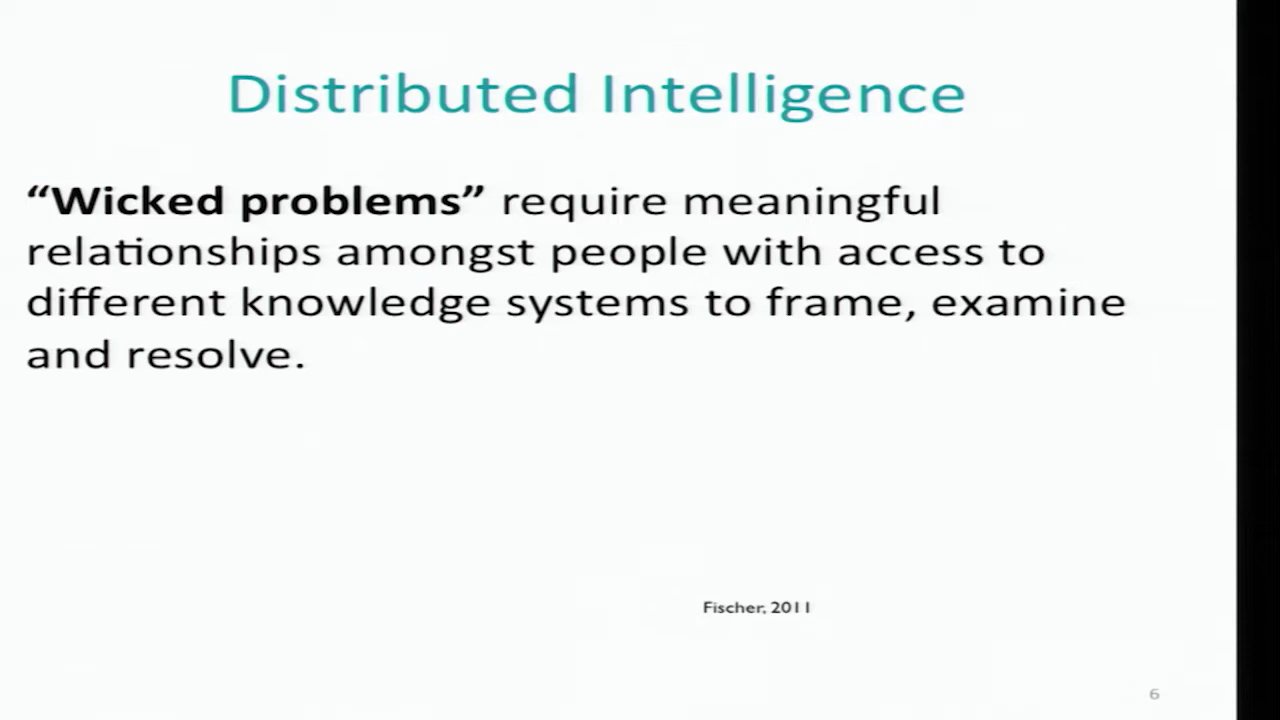 Distributed Intelligence
“Wicked problems” require meaningful
relationships amongst people with access to
different knowledge systems to frame, examine
and resolve.
Fischer, 2011
6